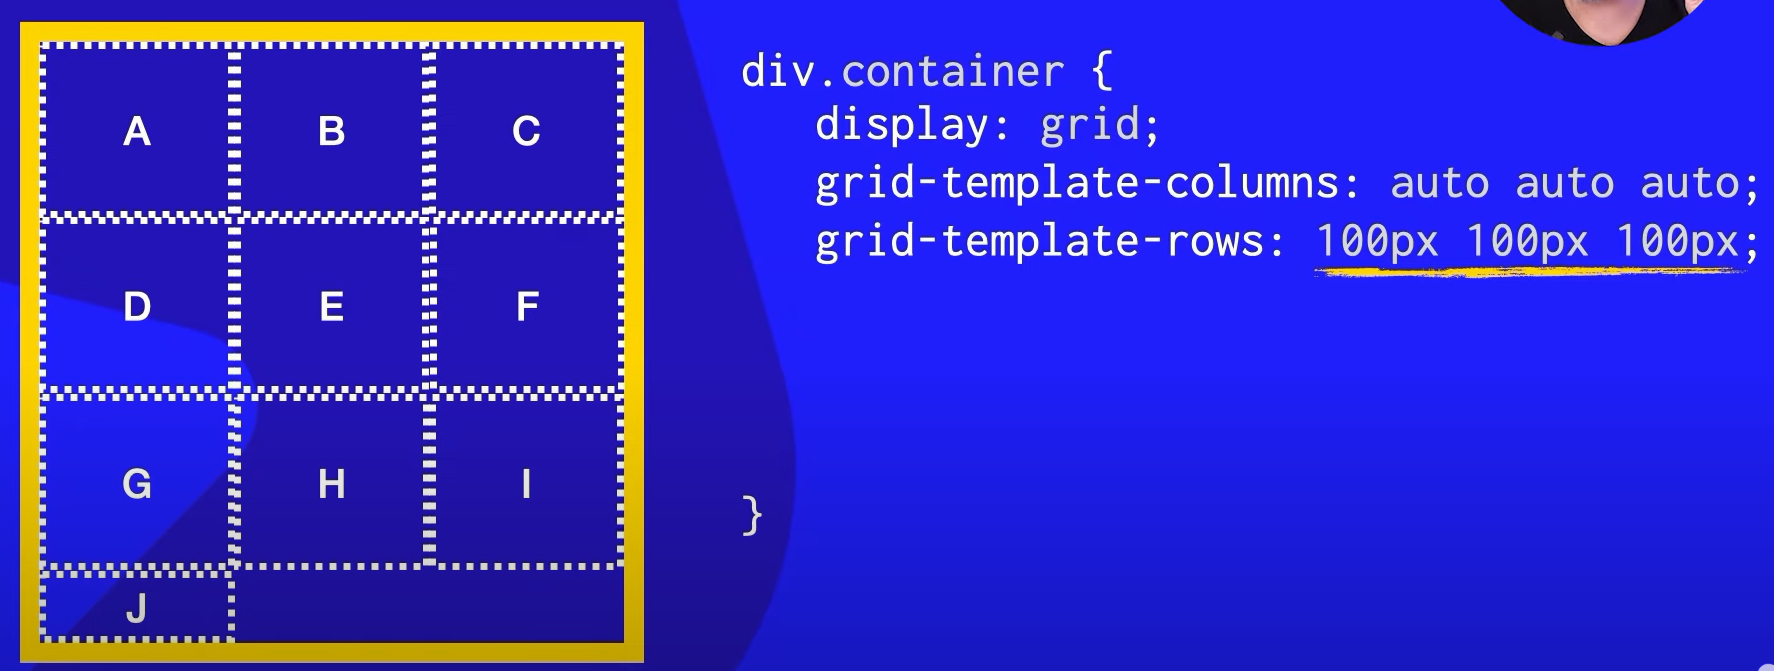 A B C
D E F
G H I
J
div.container {
display: grid;
grid-template-columns: auto auto auto;
grid-template-rows: 100px 100px 100px;
}